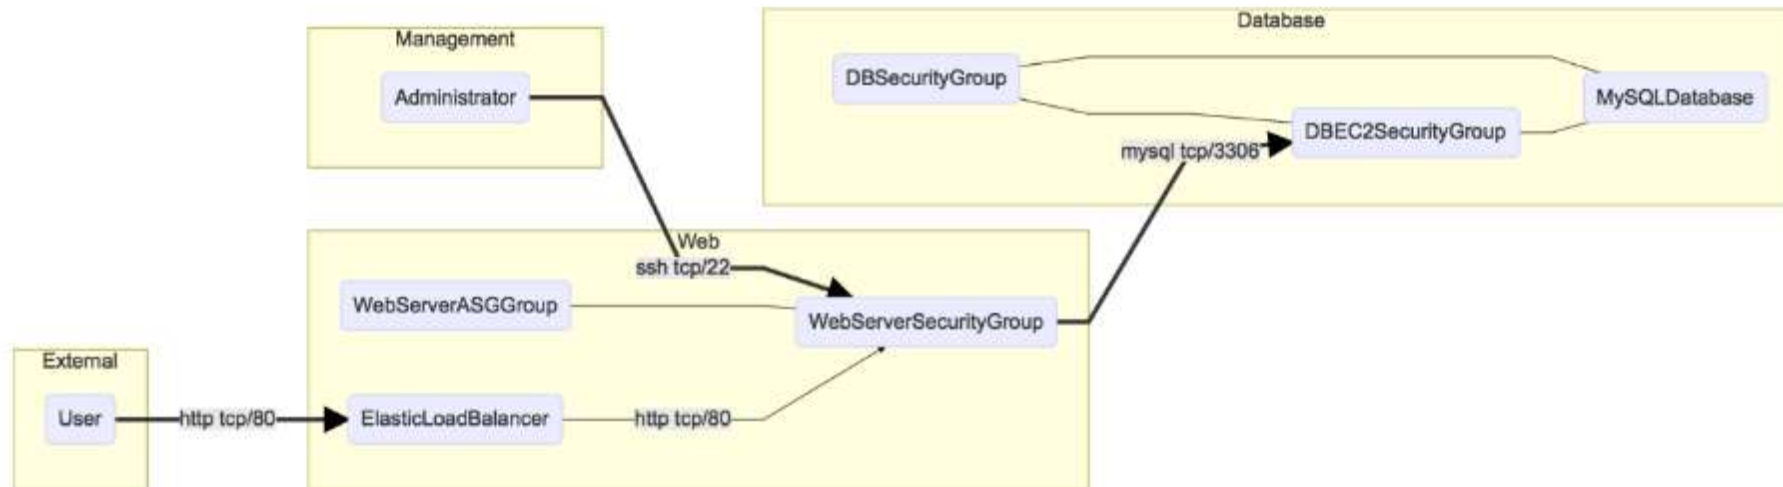 Database
Management
DBSecurityGroup
Administrator
MySQLDatabase
DBEC2SecurityGroup
mysql tcp/3306
Web
ssh tcp/22
WebServerASGGroup
WebServerSecurityGroup
External
User
http tcp/80
ElasticLoadBalancer
http tcp/80